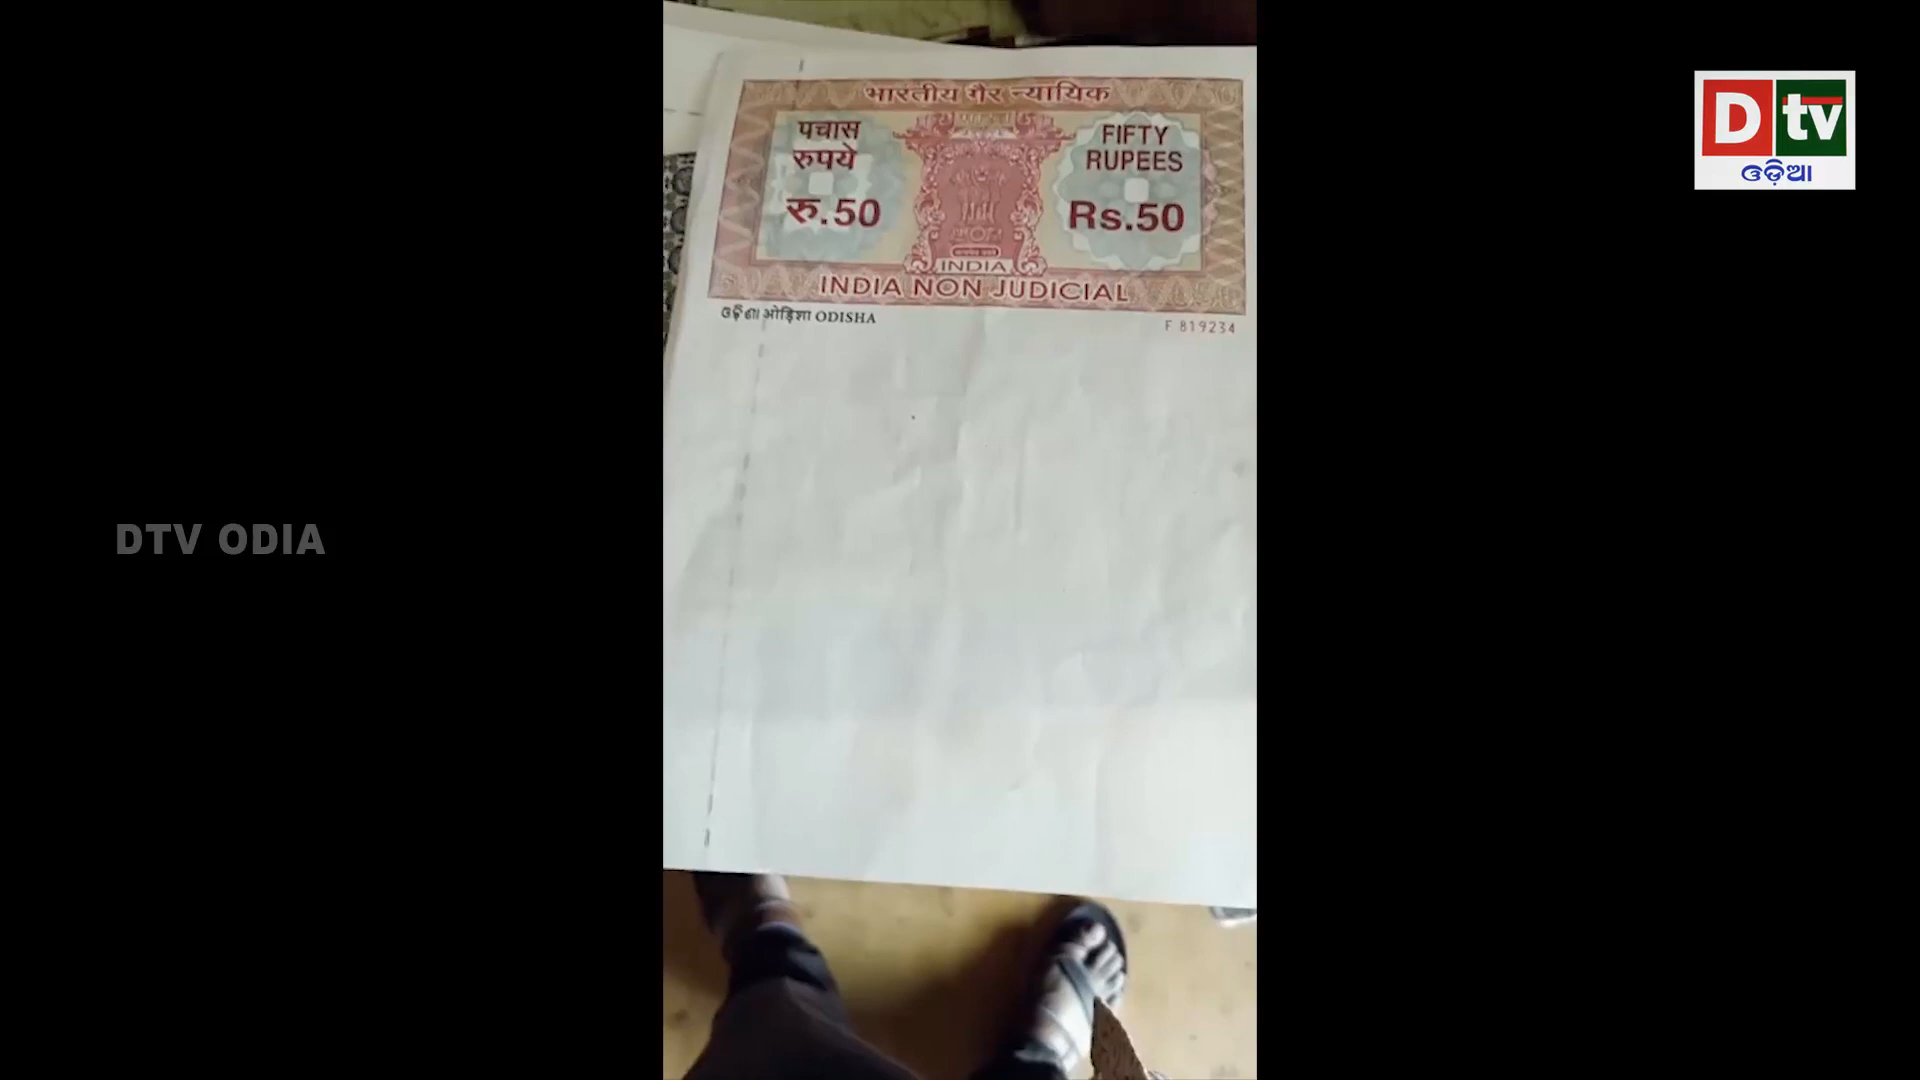 भारतीय गैर न्यायिक
पचास
रुपये
रु.50
FIFTY
RUPEES
Rs.50
INDIA
INDIA NON JUDICIAL
ଓଡ଼ିଶା ओड़िशा ODISHA
F 819234
D tv
ଓଡ଼ିଆ
DTV ODIA